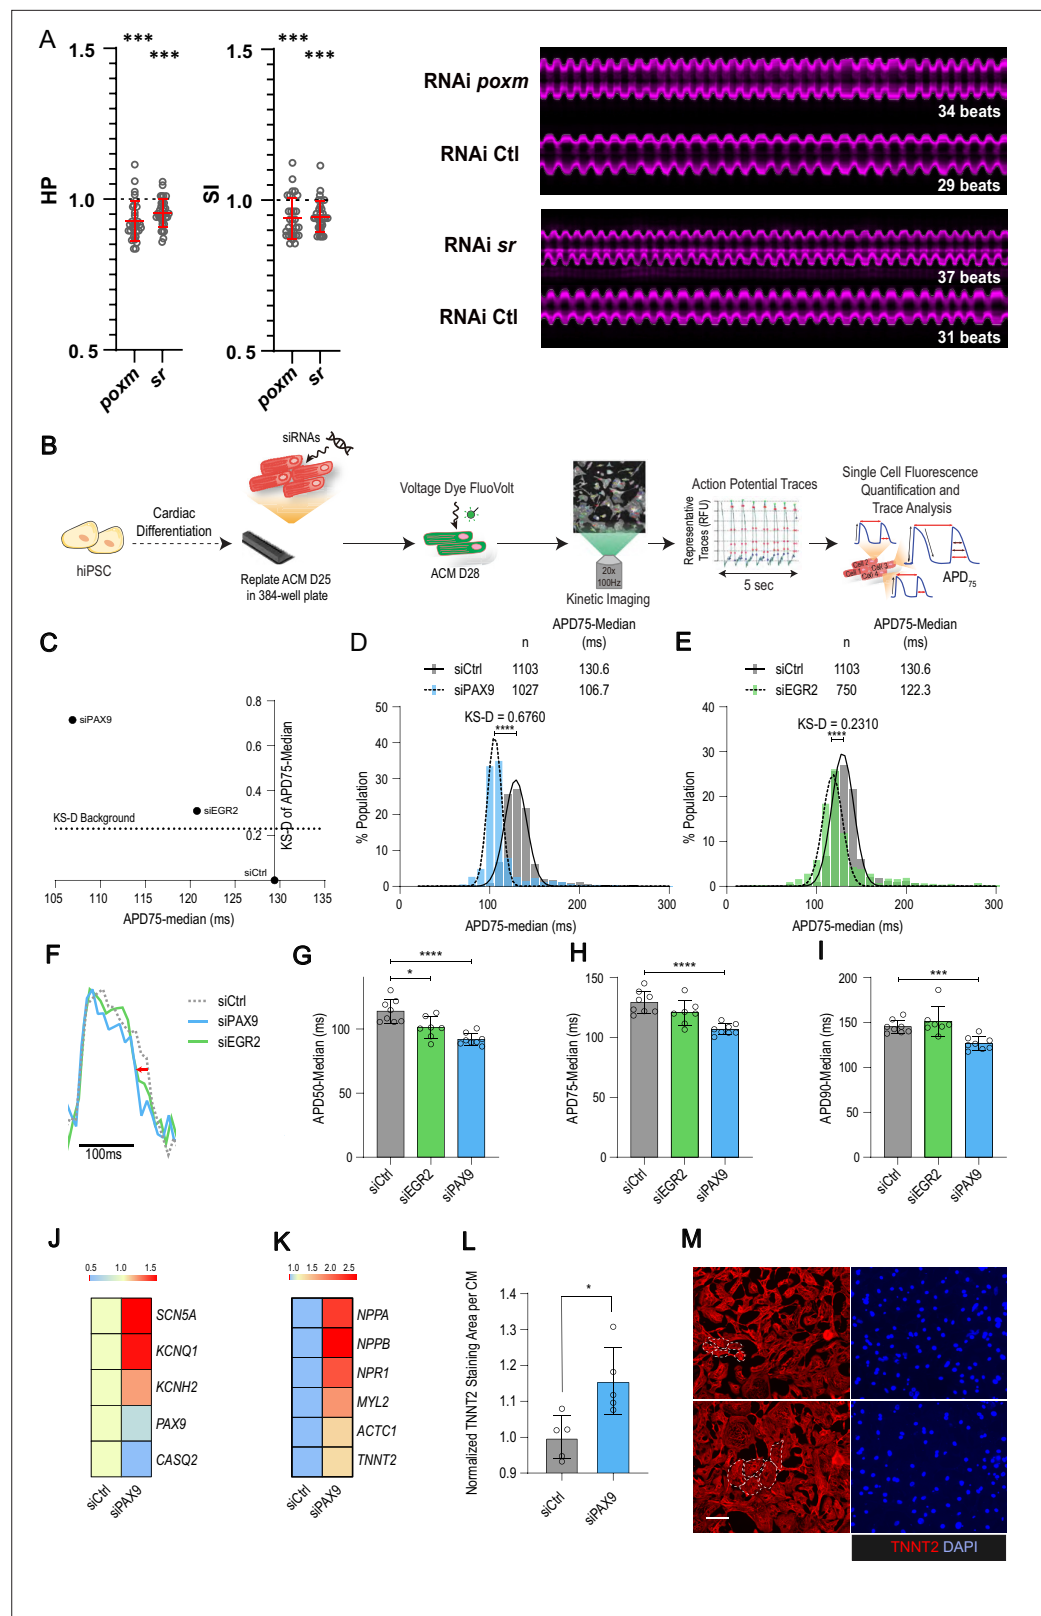 A
***
***
1.5
1.0
0.5
HP
poxm
sr
***
***
1.5
1.0
0.5
SI
poxm
sr
RNAi poxm
34 beats
RNAi Ctl
29 beats
RNAi sr
37 beats
RNAi Ctl
31 beats
B
hiPSC
Cardiac
Differentiation
siRNAs
Replate ACM D25
in 384-well plate
Voltage Dye FluoVolt
ACM D28
20x
100Hz
Kinetic Imaging
Action Potential Traces
Representative
Traces (RFU)
5 sec
Single Cell Fluorescence
Quantification and
Trace Analysis
Cell 1
Cell 2
Cell 3
Cell 4
APD75
C
siPAX9
siEGR2
KS-D Background
siCtrl
KS-D of APD75-Median
0.8
0.6
0.4
0.2
105 110 115 120 125 130 135
APD75-median (ms)
D
APD75-Median
n (ms)
siCtrl 1103 130.6
siPAX9 1027 106.7
KS-D = 0.6760
****
% Population
50
40
30
20
10
0
0 100 200 300
APD75-median (ms)
E
APD75-Median
n (ms)
siCtrl 1103 130.6
siEGR2 750 122.3
KS-D = 0.2310
****
% Population
40
30
20
10
0
0 100 200 300
APD75-median (ms)
F
siCtrl
siPAX9
siEGR2
100ms
G
****
*
APD50-Median (ms)
150
100
50
0
siCtrl
siEGR2
siPAX9
H
****
APD75-Median (ms)
150
100
50
0
siCtrl
siEGR2
siPAX9
I
***
APD90-Median (ms)
200
150
100
50
0
siCtrl
siEGR2
siPAX9
J
0.5 1.0 1.5
SCN5A
KCNQ1
KCNH2
PAX9
CASQ2
siCtrl
siPAX9
K
1.0 1.5 2.0 2.5
NPPA
NPPB
NPR1
MYL2
ACTC1
TNNT2
siCtrl
siPAX9
L
*
Normalized TNNT2 Staining Area per CM
1.4
1.3
1.2
1.1
1.0
0.9
siCtrl
siPAX9
M
TNNT2 DAPI